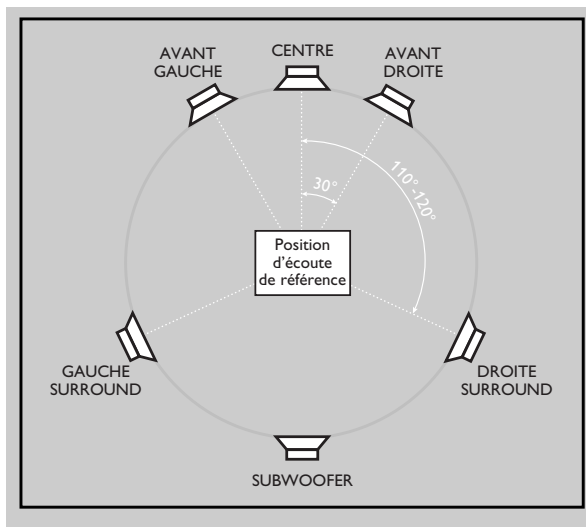 AVANT
GAUCHE
CENTRE
AVANT
DROITE
30°
110°-120°
Position
d'écoute
de référence
GAUCHE
SURROUND
DROITE
SURROUND
SUBWOOFER